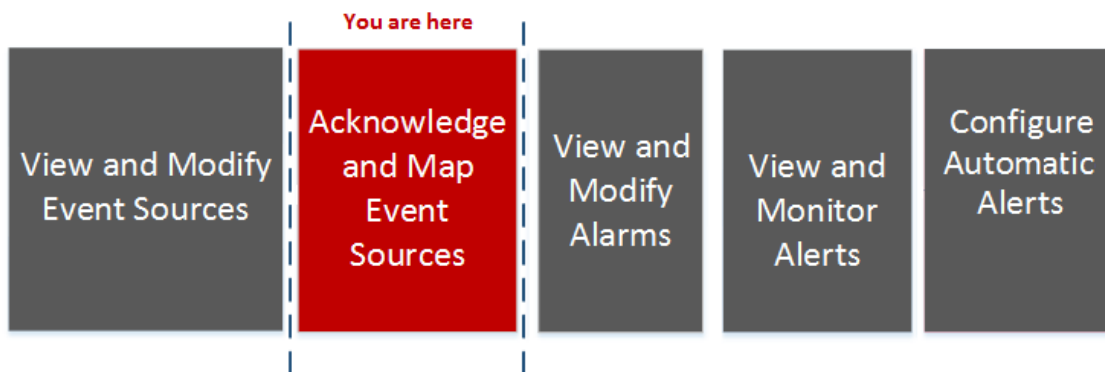 You are here
View and Modify
Event Sources
Acknowledge
and Map
Event
Sources
View and
Modify
Alarms
View and
Monitor
Alerts
Configure
Automatic
Alerts